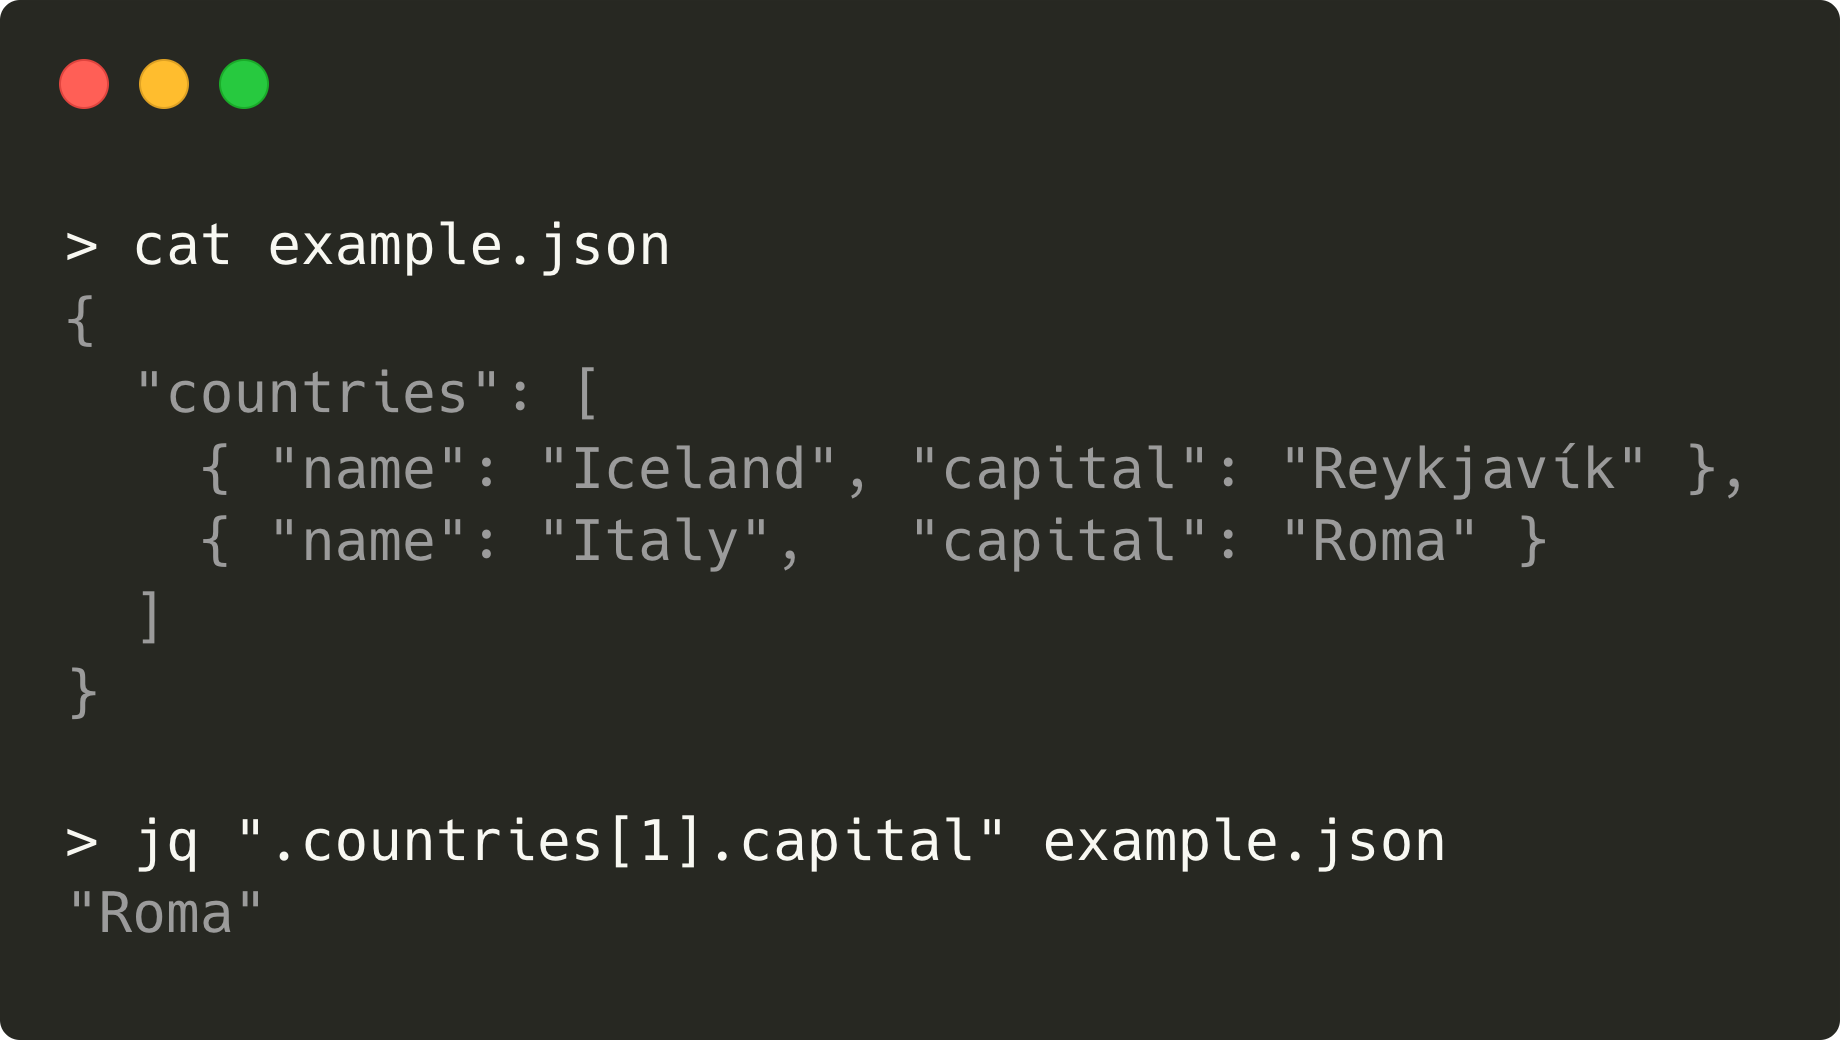 > cat example.json
{
  "countries": [
    { "name": "Iceland", "capital": "Reykjavík" },
    { "name": "Italy",   "capital": "Roma" }
  ]
}
> jq ".countries[1].capital" example.json
"Roma"